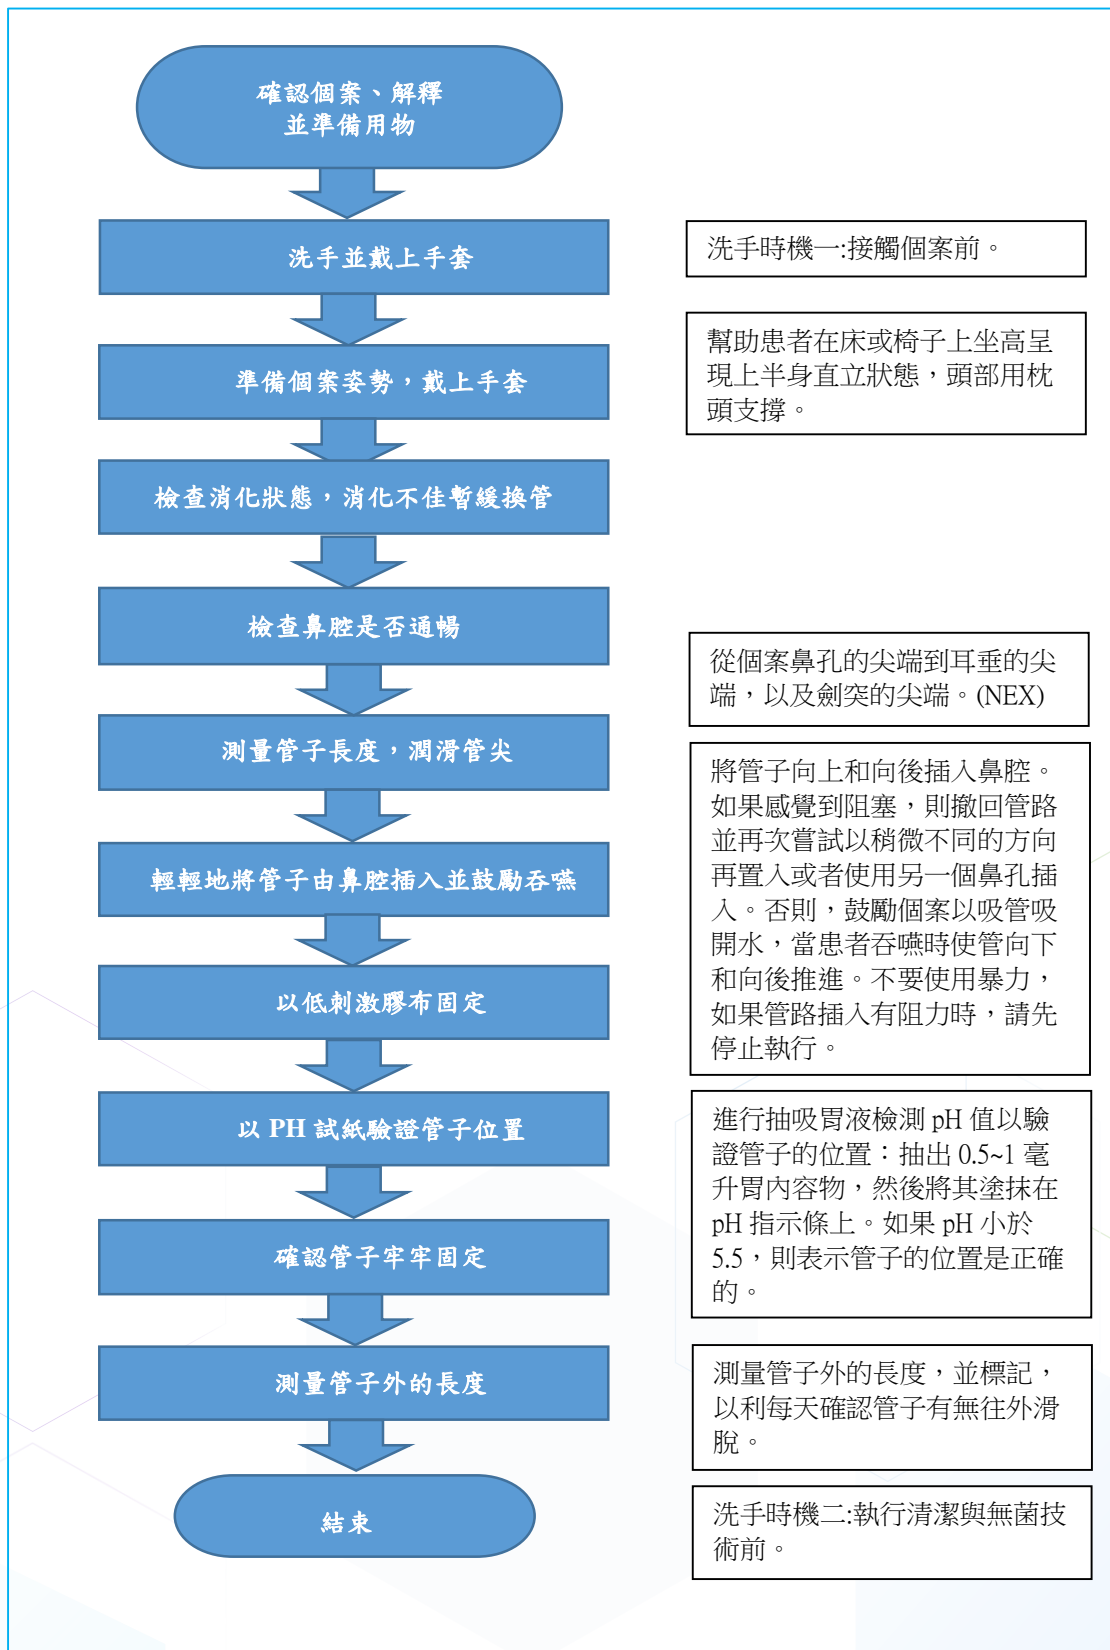 確認個案、解釋
並準備用物
洗手並戴上手套
洗手時機一:接觸個案前。
準備個案姿勢，戴上手套
幫助患者在床或椅子上坐高呈
現上半身直立狀態，頭部用枕
頭支撐。
檢查消化狀態，消化不佳暫緩換管
檢查鼻腔是否通暢
從個案鼻孔的尖端到耳垂的尖
端，以及劍突的尖端。(NEX)
測量管子長度，潤滑管尖
將管子向上和向後插入鼻腔。
如果感覺到阻塞，則撤回管路
並再次嘗試以稍微不同的方向
再置入或者使用另一個鼻孔插
入。否則，鼓勵個案以吸管吸
開水，當患者吞嚥時使管向下
和向後推進。不要使用暴力，
如果管路插入有阻力時，請先
停止執行。
輕輕地將管子由鼻腔插入並鼓勵吞嚥
以低刺激膠布固定
以 PH 試紙驗證管子位置
進行抽吸胃液檢測 pH 值以驗
證管子的位置：抽出 0.5~1 毫
升胃內容物，然後將其塗抹在
pH 指示條上。如果 pH 小於
5.5，則表示管子的位置是正確
的。
確認管子牢牢固定
測量管子外的長度
測量管子外的長度，並標記，
以利每天確認管子有無往外滑
脫。
結束
洗手時機二:執行清潔與無菌技
術前。